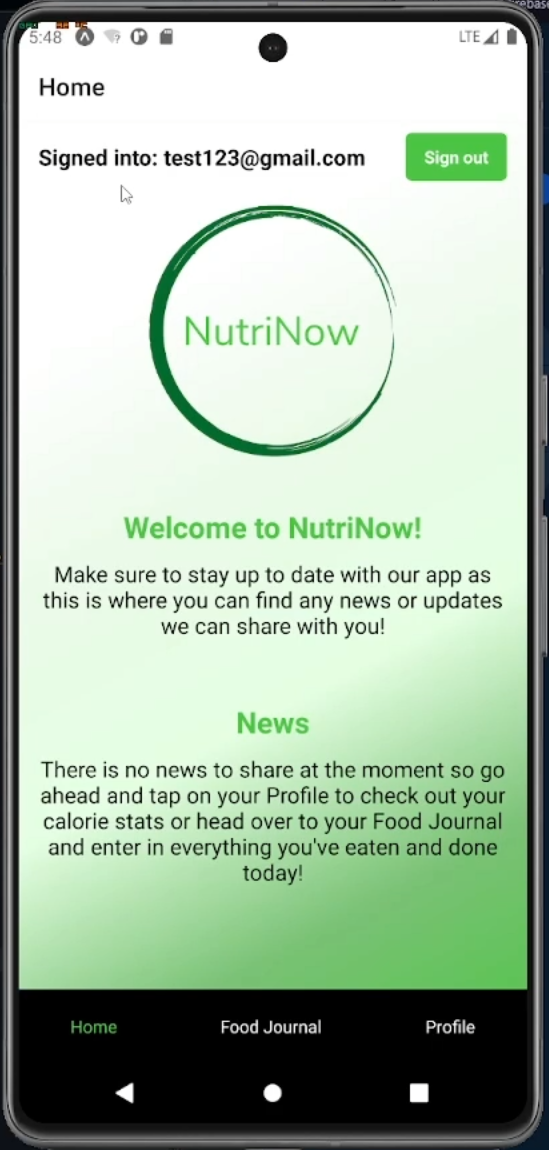 5:48
LTE
Home
Signed into: test123@gmail.com
Sign out
NutriNow
Welcome to NutriNow!
Make sure to stay up to date with our app as
this is where you can find any news or updates
we can share with you!
News
There is no news to share at the moment so go
ahead and tap on your Profile to check out your
calorie stats or head over to your Food Journal
and enter in everything you've eaten and done
today!
Home
Food Journal
Profile